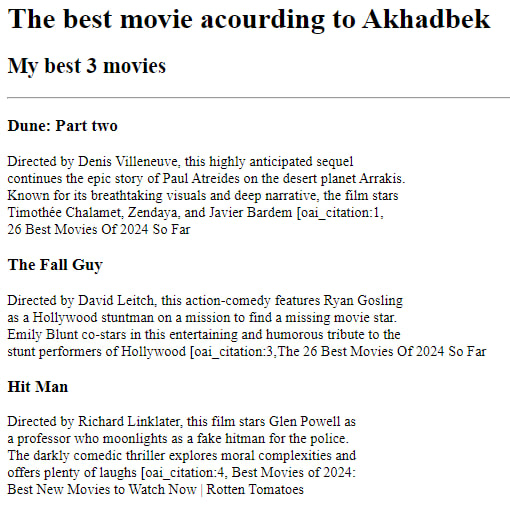 The best movie acourding to Akhadbek
My best 3 movies
Dune: Part two
Directed by Denis Villeneuve, this highly anticipated sequel
continues the epic story of Paul Atreides on the desert planet Arrakis.
Known for its breathtaking visuals and deep narrative, the film stars
Timothée Chalamet, Zendaya, and Javier Bardem [oai_citation:1,
26 Best Movies Of 2024 So Far
The Fall Guy
Directed by David Leitch, this action-comedy features Ryan Gosling
as a Hollywood stuntman on a mission to find a missing movie star.
Emily Blunt co-stars in this entertaining and humorous tribute to the
stunt performers of Hollywood [oai_citation:3,The 26 Best Movies Of 2024 So Far
Hit Man
Directed by Richard Linklater, this film stars Glen Powell as
a professor who moonlights as a fake hitman for the police.
The darkly comedic thriller explores moral complexities and
offers plenty of laughs [oai_citation:4, Best Movies of 2024:
Best New Movies to Watch Now | Rotten Tomatoes